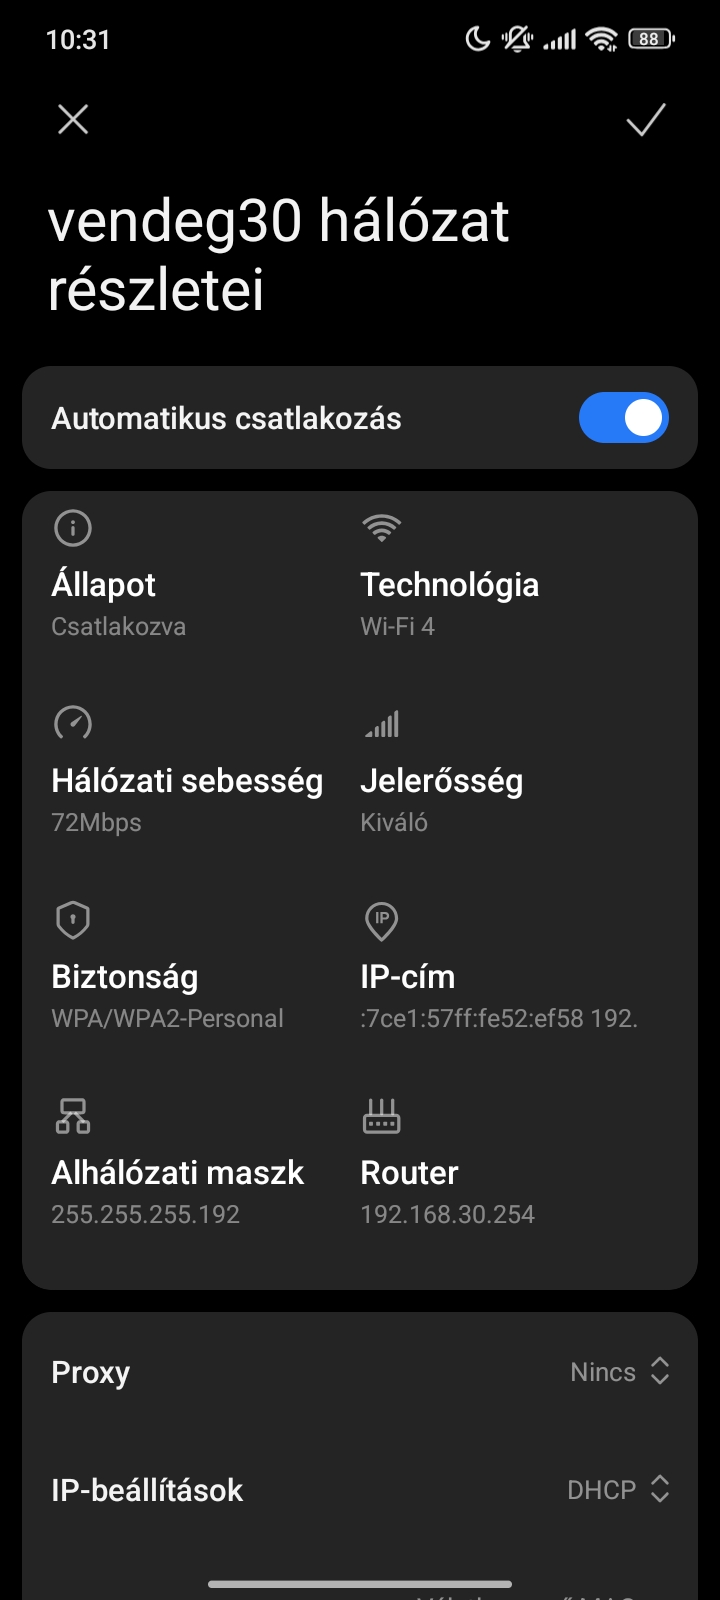 10:31
88
vendeg30 hálózat
részletei
Automatikus csatlakozás
Állapot
Csatlakozva
Technológia
Wi-Fi 4
Hálózati sebesség
72Mbps
Jelerősség
Kiváló
Biztonság
WPA/WPA2-Personal
IP
IP-cím
:7ce1:57ff:fe52:ef58 192.
Alhálózati maszk
255.255.255.192
Router
192.168.30.254
Proxy
Nincs
IP-beállítások
DHCP